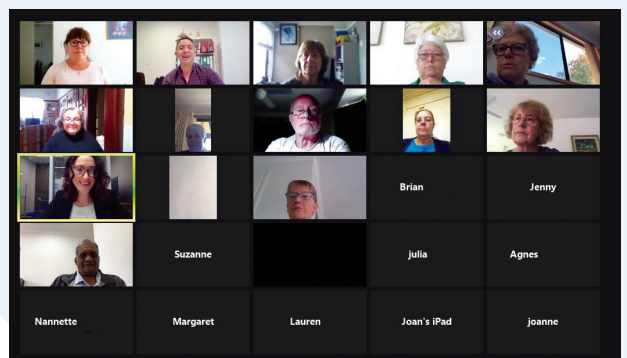 Brian
Jenny
Suzanne
julia
Agnes
Nannette
Margaret
Lauren
Joan's iPad
joanne